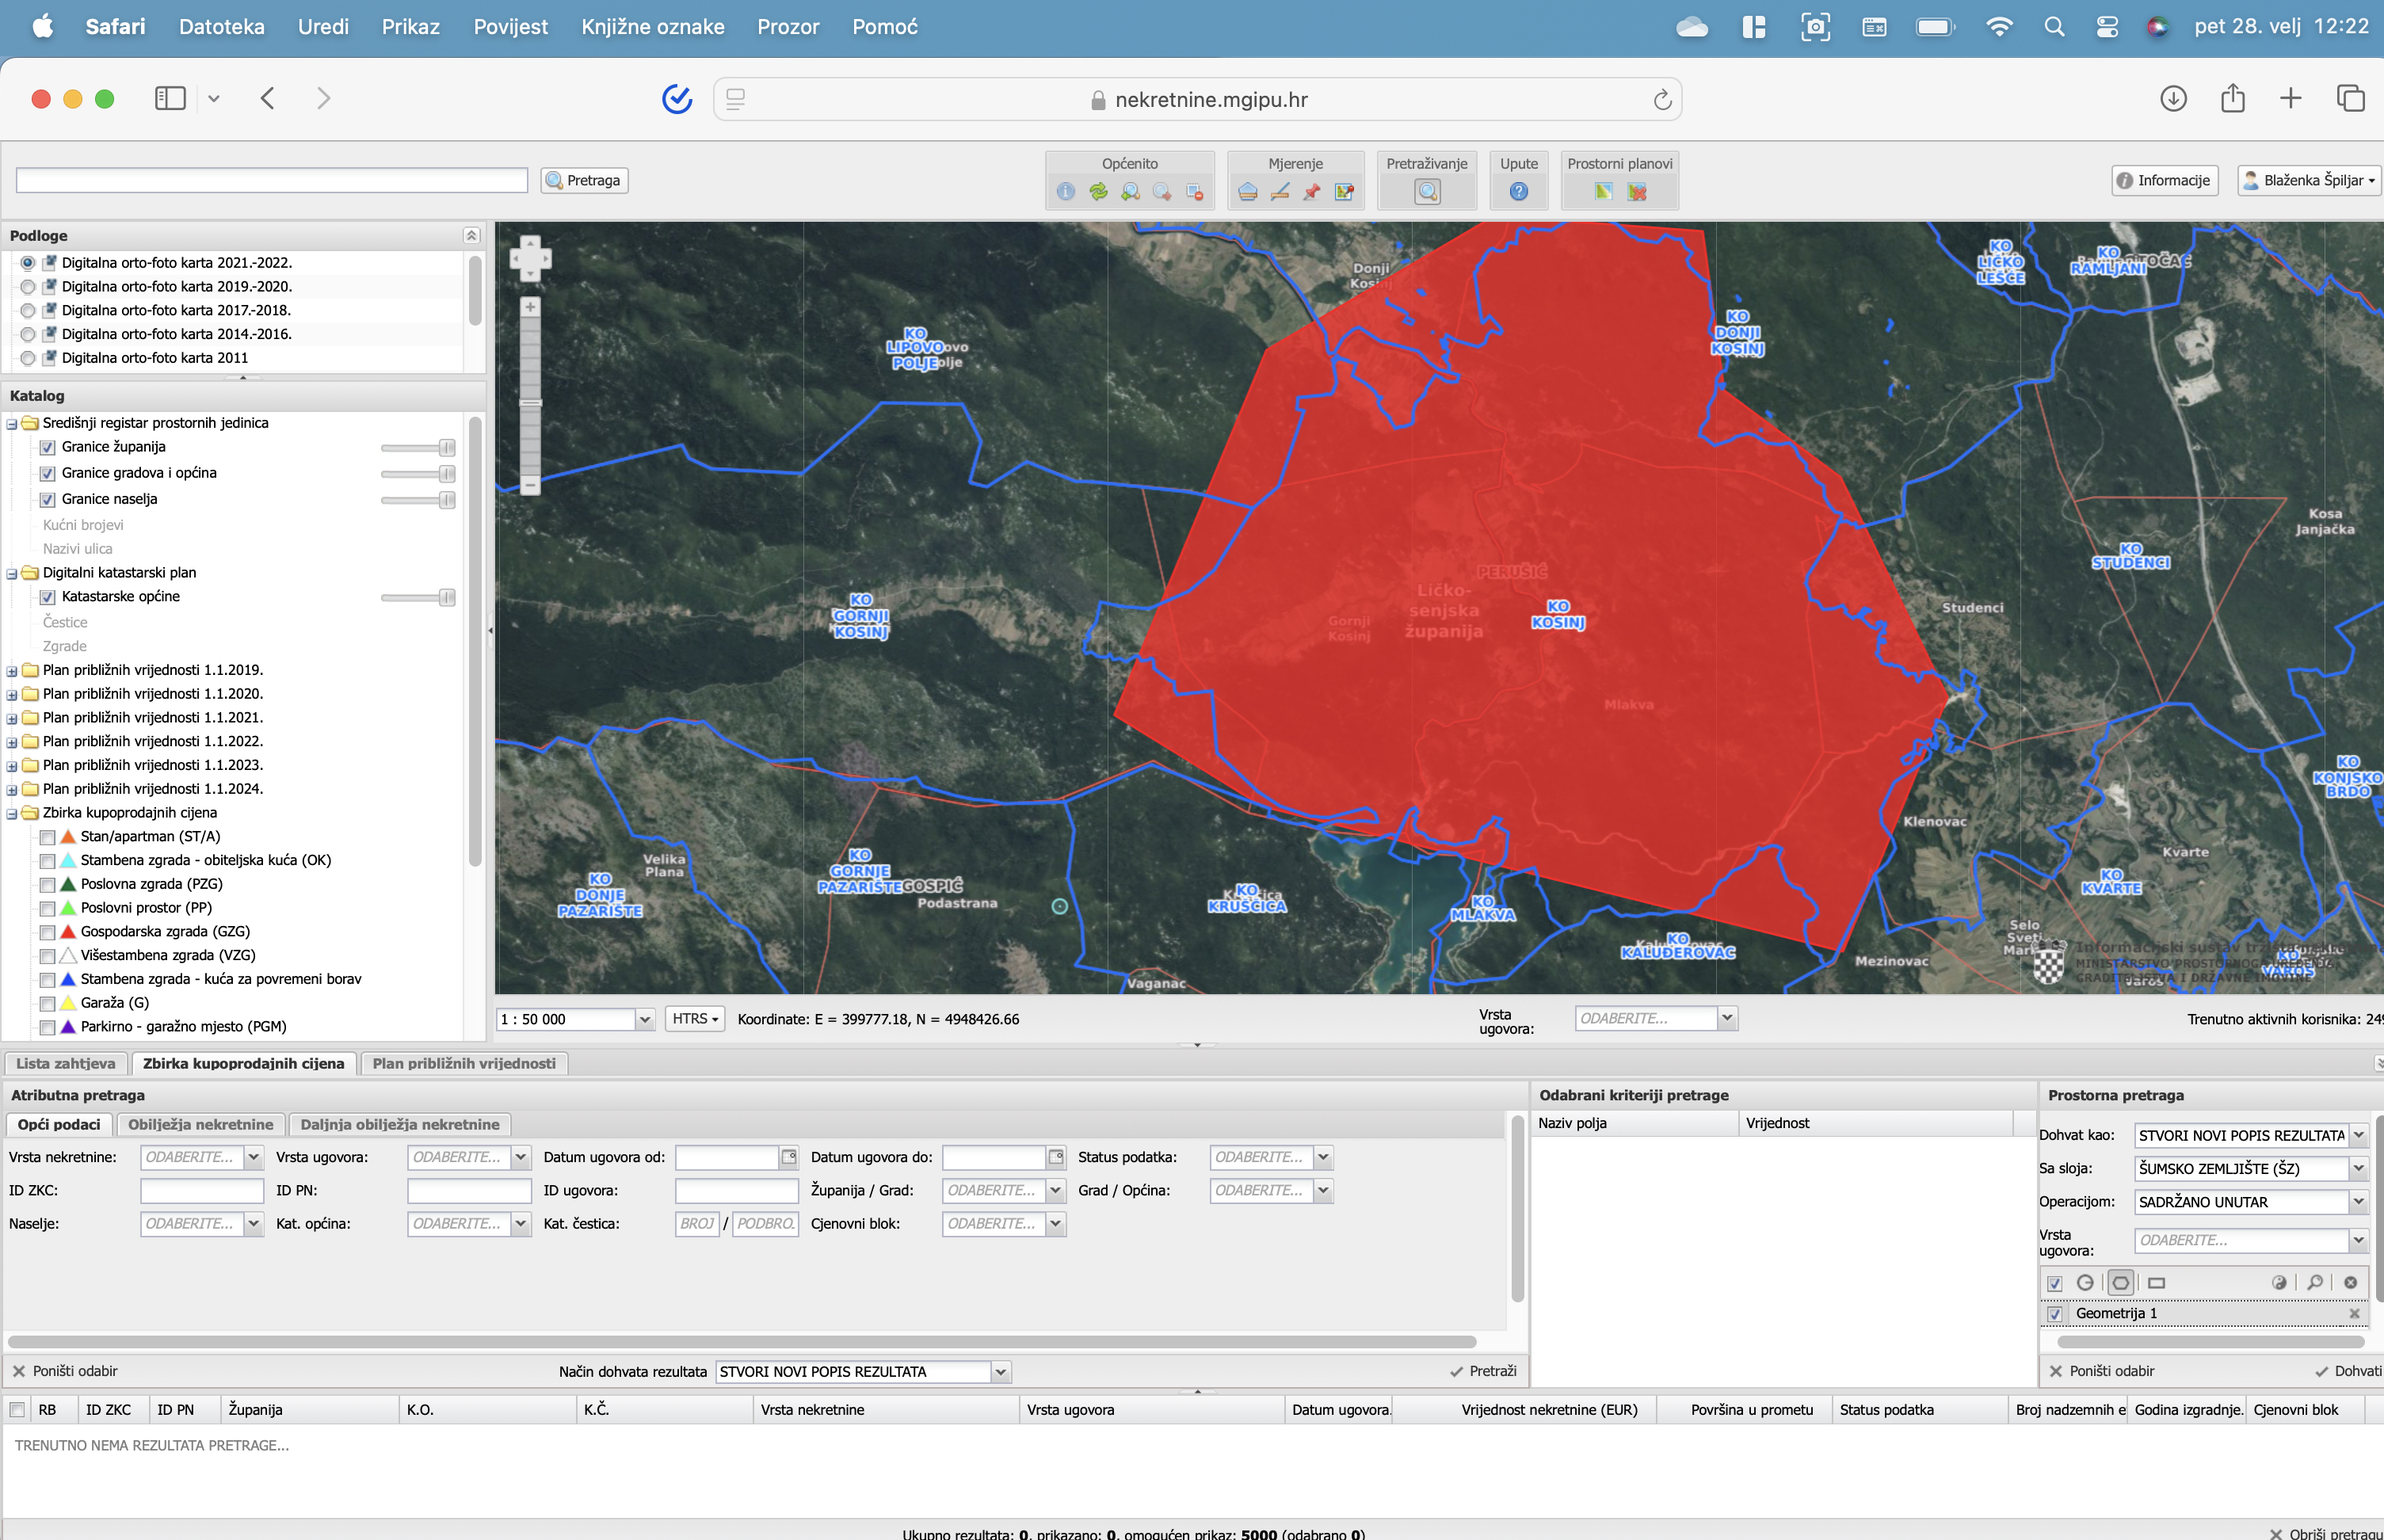 Safari Datoteka Uredi Prikaz Povijest Knjižne oznake Prozor Pomoć pet 28. velj 12:22
nekretnine.mgipu.hr
Pretraga
Općenito Mjerenje Pretraživanje Upute Prostorni planovi
Informacije Blaženka Špiljar
Podloge
Digitalna orto-foto karta 2021.-2022.
Digitalna orto-foto karta 2019.-2020.
Digitalna orto-foto karta 2017.-2018.
Digitalna orto-foto karta 2014.-2016.
Digitalna orto-foto karta 2011
Katalog
Središnji registar prostornih jedinica
Granice županija
Granice gradova i općina
Granice naselja
Kućni brojevi
Nazivi ulica
Digitalni katastarski plan
Katastarske općine
Čestice
Zgrade
Plan približnih vrijednosti 1.1.2019.
Plan približnih vrijednosti 1.1.2020.
Plan približnih vrijednosti 1.1.2021.
Plan približnih vrijednosti 1.1.2022.
Plan približnih vrijednosti 1.1.2023.
Plan približnih vrijednosti 1.1.2024.
Zbirka kupoprodajnih cijena
Stan/apartman (ST/A)
Stambena zgrada - obiteljska kuća (OK)
Poslovna zgrada (PZG)
Poslovni prostor (PP)
Gospodarska zgrada (GZG)
Višestambena zgrada (VZG)
Stambena zgrada - kuća za povremeni borav
Garaža (G)
Parkirno - garažno mjesto (PGM)
Donji
Kosinj
KO
LIČKO
LEŠĆE
KO
RAMLJANI
KO
LIPOVO
POLJE
KO
DONJI
KOSINJ
Kosa
Janjačka
KO
STUDENCI
PERUŠIĆ
Ličko-
senjska
županija
Gornji
Kosinj
KO
KOSINJ
KO
GORNJI
KOSINJ
Studenci
Mlakva
KO
KONJSKO
BRDO
Klenovac
Kvarte
KO
KVARTE
Velika
Plana
KO
DONJE
PAZARIŠTE
KO
GORNJE
PAZARIŠTE
GOSPIĆ
Podastrana
KO
KRUŠČICA
KO
MLAKVA
KO
KALUĐEROVAC
Selo
Sveti
Mezinovac
Vaganac
VAROŠ
Informacijski sustav tržišta
MINISTARSTVO PROSTORNOGA
GRADITELJSTVA I DRŽAVNE IMOVINE
1 : 50 000 HTRS Koordinate: E = 399777.18, N = 4948426.66 Vrsta ugovora: ODABERITE... Trenutno aktivnih korisnika: 249
Lista zahtjeva Zbirka kupoprodajnih cijena Plan približnih vrijednosti
Atributna pretraga
Opći podaci Obilježja nekretnine Daljnja obilježja nekretnine
Vrsta nekretnine: ODABERITE... Vrsta ugovora: ODABERITE... Datum ugovora od: Datum ugovora do: Status podatka: ODABERITE...
ID ZKC: ID PN: ID ugovora: Županija / Grad: ODABERITE... Grad / Općina: ODABERITE...
Naselje: ODABERITE... Kat. općina: ODABERITE... Kat. čestica: BROJ / PODBRO. Cjenovni blok: ODABERITE...
Poništi odabir Način dohvata rezultata STVORI NOVI POPIS REZULTATA Pretraži
Odabrani kriteriji pretrage
Naziv polja Vrijednost
Prostorna pretraga
Dohvat kao: STVORI NOVI POPIS REZULTATA
Sa sloja: ŠUMSKO ZEMLJIŠTE (ŠZ)
Operacijom: SADRŽANO UNUTAR
Vrsta ugovora: ODABERITE...
Geometrija 1
Poništi odabir Dohvati
RB ID ZKC ID PN Županija K.O. K.Č. Vrsta nekretnine Vrsta ugovora Datum ugovora. Vrijednost nekretnine (EUR) Površina u prometu Status podatka Broj nadzemnih e Godina izgradnje. Cjenovni blok
TRENUTNO NEMA REZULTATA PRETRAGE...
Ukupno rezultata: 0, prikazano: 0, omogućen prikaz: 5000 (odabrano 0) Obriši pretragu